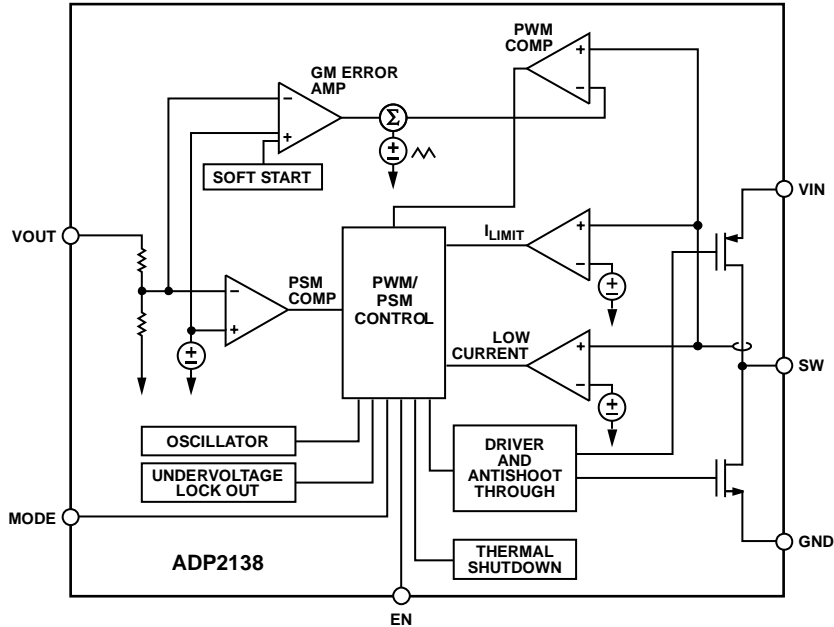 PWM
COMP
+
−
GM ERROR
AMP
−
+
Σ
+
−
SOFT START
VIN
VOUT
I LIMIT
+
−
+
−
PWM/
PSM
CONTROL
PSM
COMP
−
+
+
−
LOW
CURRENT
+
−
+
−
SW
OSCILLATOR
DRIVER
AND
ANTISHOOT
THROUGH
UNDERVOLTAGE
LOCK OUT
MODE
GND
THERMAL
SHUTDOWN
ADP2138
EN